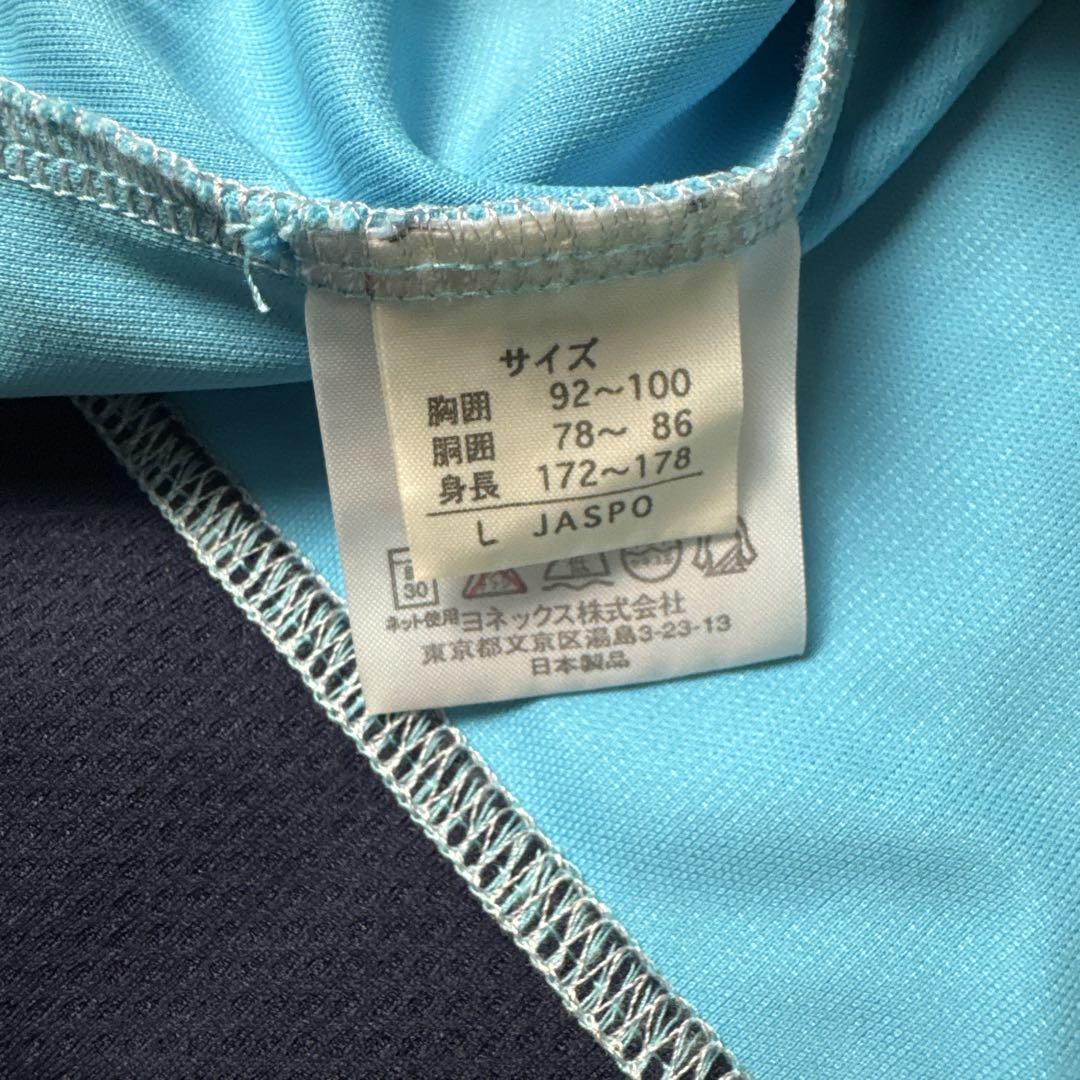 サイズ
胸囲 92～100
胴囲 78～ 86
身長 172～178
L JASPO
30
ネット使用
ヨネックス株式会社
東京都文京区湯島3-23-13
日本製品